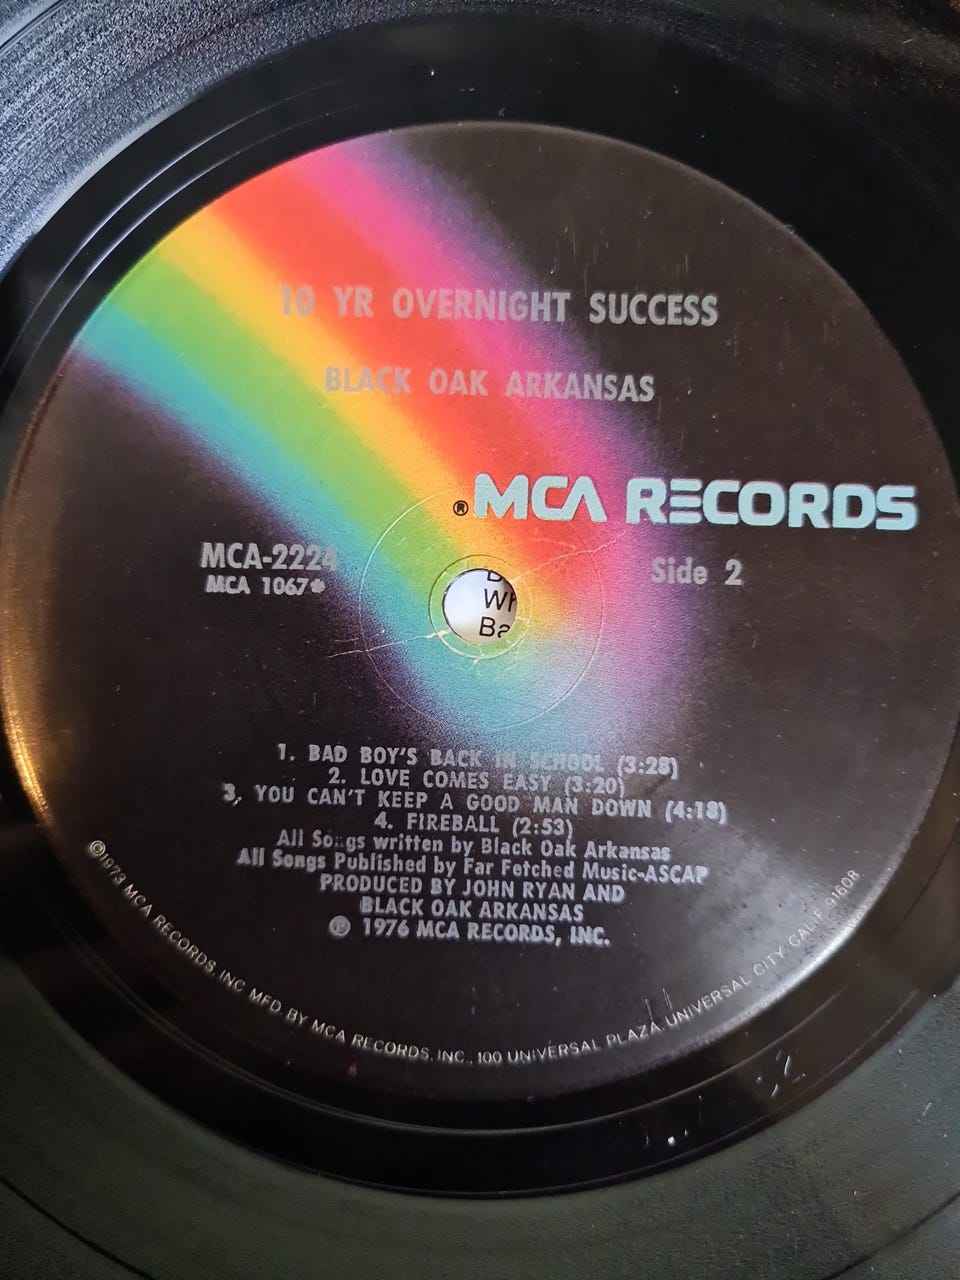 10 YR OVERNIGHT SUCCESS
BLACK OAK ARKANSAS
® MCA RECORDS
MCA-2224
MCA 1067*
Side 2
1. BAD BOY'S BACK IN SCHOOL (3:28)
2. LOVE COMES EASY (3:20)
3. YOU CAN'T KEEP A GOOD MAN DOWN (4:18)
4. FIREBALL (2:53)
All Songs written by Black Oak Arkansas
All Songs Published by Far Fetched Music-ASCAP
PRODUCED BY JOHN RYAN AND
BLACK OAK ARKANSAS
℗ 1976 MCA RECORDS, INC.
©1973 MCA RECORDS, INC MFD. BY MCA RECORDS, INC., 100 UNIVERSAL PLAZA, UNIVERSAL CITY, CALIF. 91608